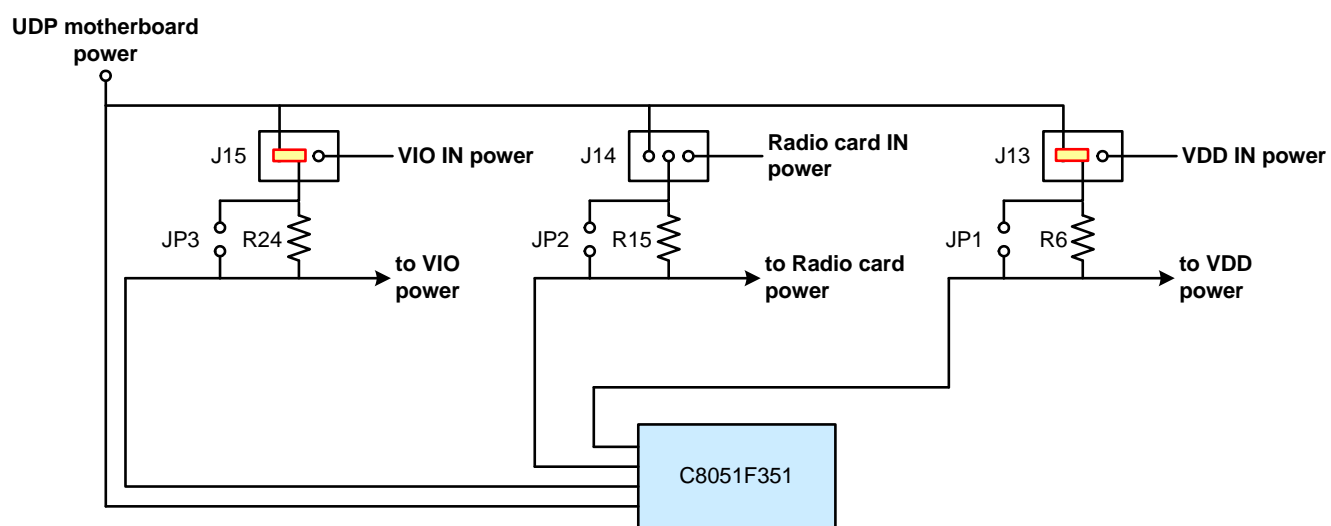 UDP motherboard
power
J15
VIO IN power
J14
Radio card IN
power
J13
VDD IN power
JP3
R24
JP2
R15
JP1
R6
to VIO
power
to Radio card
power
to VDD
power
C8051F351